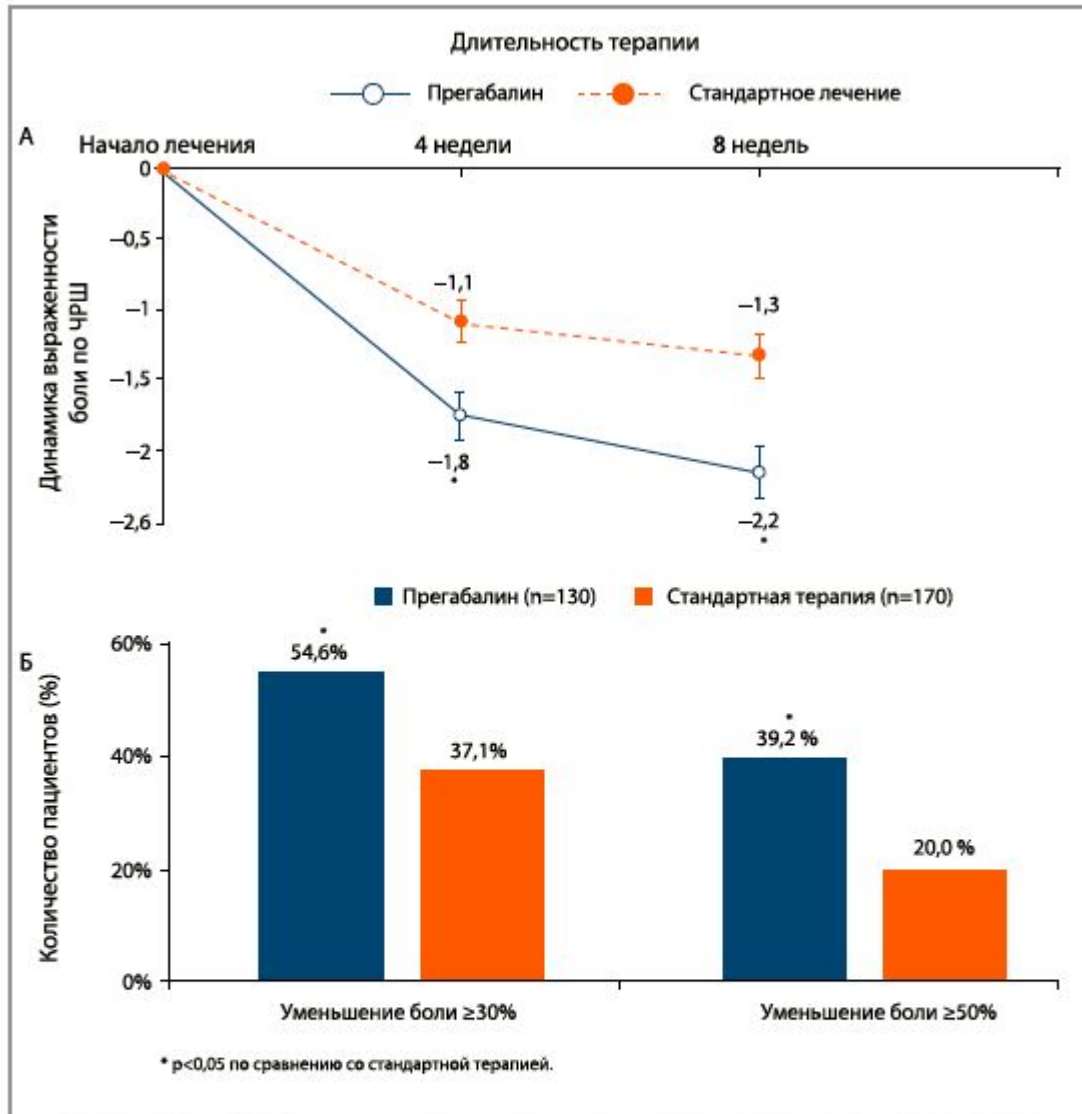 Длительность терапии
Прегабалин Стандартное лечение
А
Начало лечения 4 недели 8 недель
0
−0,5
−1
−1,5
−2
−2,6
Динамика выраженности
боли по ЧРШ
−1,1
−1,3
−1,8
*
−2,2
*
Прегабалин (n=130) Стандартная терапия (n=170)
Б
60%
40%
20%
0%
Количество пациентов (%)
*
54,6%
37,1%
*
39,2 %
20,0 %
Уменьшение боли ≥30% Уменьшение боли ≥50%
* p<0,05 по сравнению со стандартной терапией.